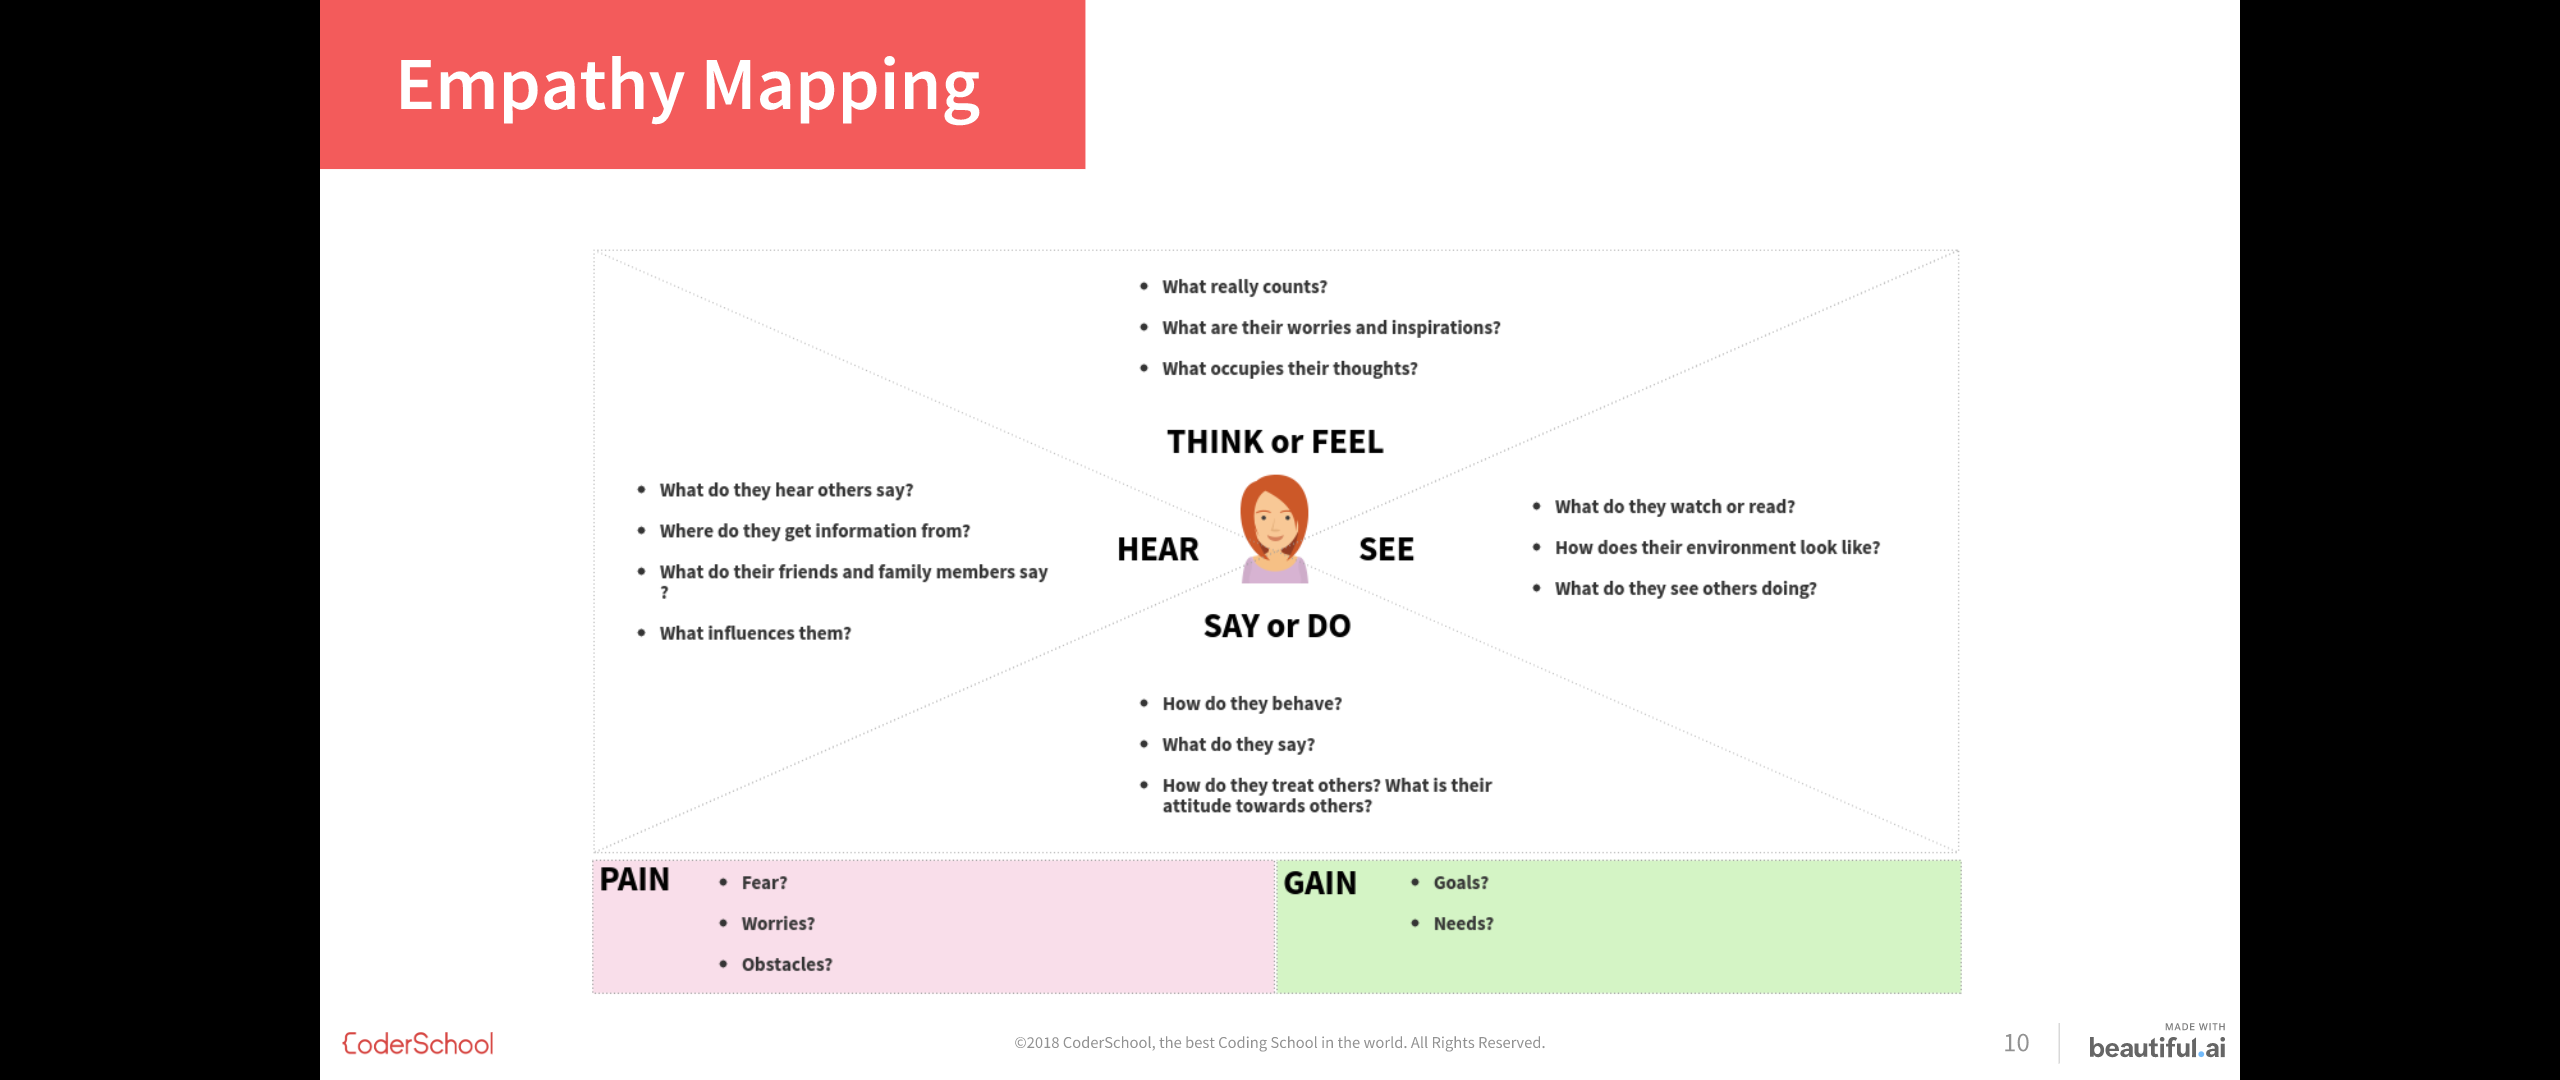 Empathy Mapping
What really counts?
What are their worries and inspirations?
What occupies their thoughts?
THINK or FEEL
What do they hear others say?
Where do they get information from?
What do their friends and family members say
?
What influences them?
HEAR
SEE
What do they watch or read?
How does their environment look like?
What do they see others doing?
SAY or DO
How do they behave?
What do they say?
How do they treat others? What is their
attitude towards others?
PAIN
Fear?
Worries?
Obstacles?
GAIN
Goals?
Needs?
CoderSchool
©2018 CoderSchool, the best Coding School in the world. All Rights Reserved.
10
MADE WITH
beautiful.ai